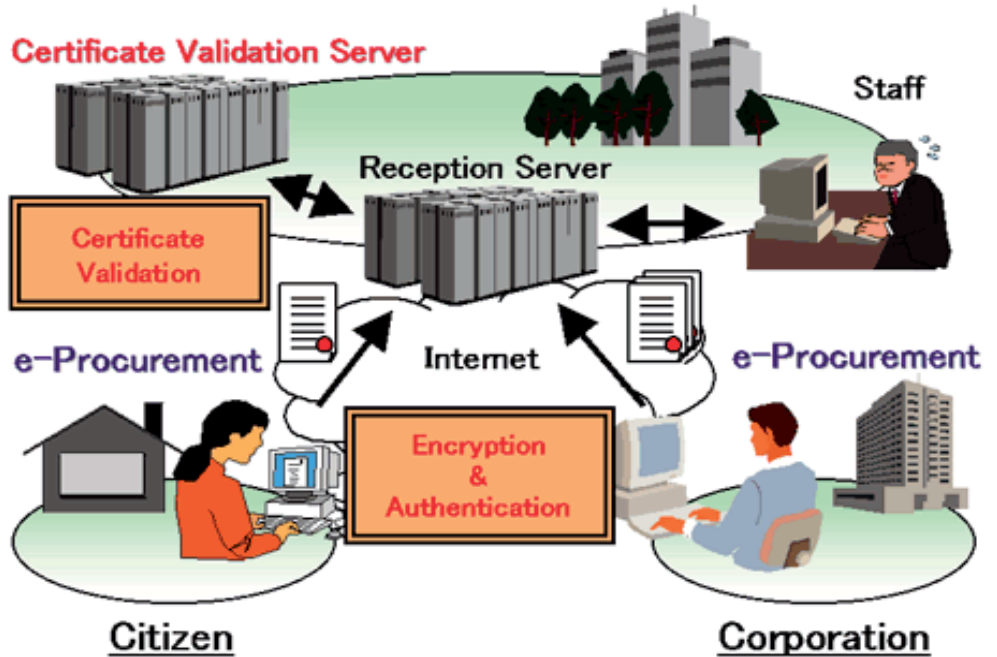 Certificate Validation Server
Staff
Reception Server
Certificate
Validation
e-Procurement
Internet
e-Procurement
Encryption
&
Authentication
Citizen
Corporation